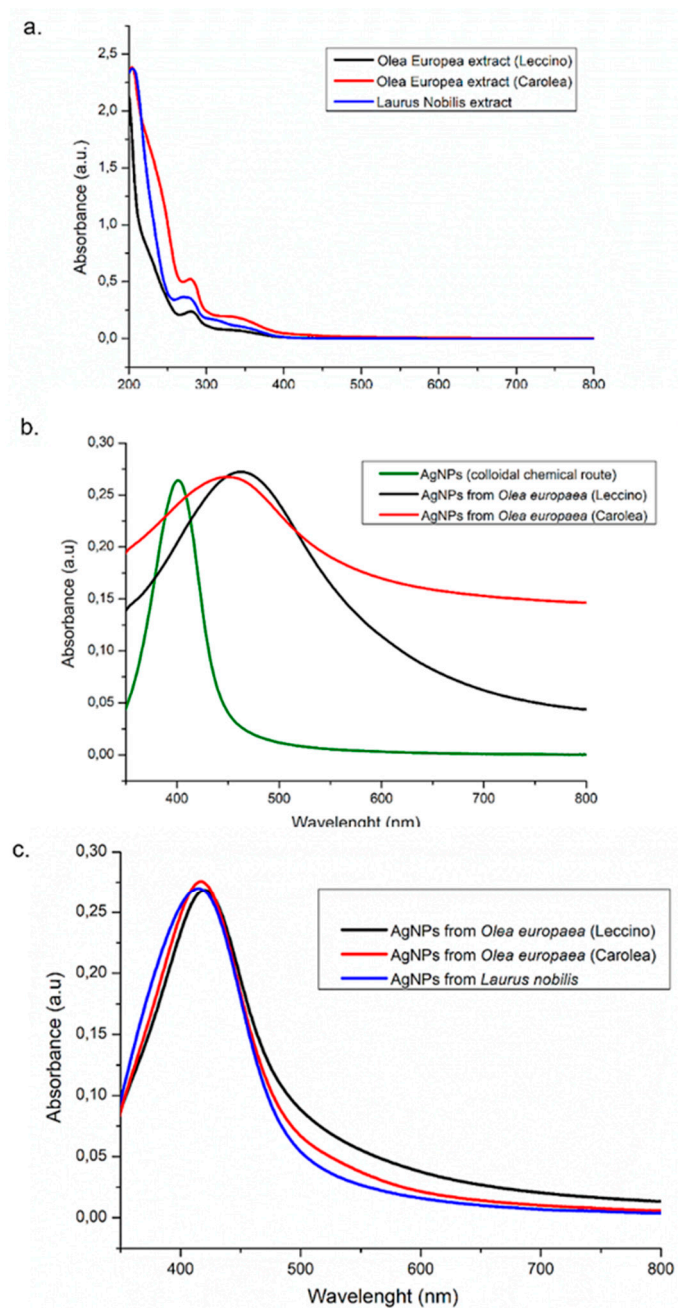 a.
2,5
2,0
1,0
0,5
0,0
Absorbance (a.u.)
Olea Europea extract (Leccino)
Olea Europea extract (Carolea)
Laurus Nobilis extract
200 300 400 500 600 700 800
b.
0,30
0,25
0,20
0,15
0,10
0,05
0,00
Absorbance (a.u)
AgNPs (colloidal chemical route)
AgNPs from Olea europaea (Leccino)
AgNPs from Olea europaea (Carolea)
400 500 600 700 800
Wavelenght (nm)
c.
0,30
0,25
0,20
0,15
0,10
0,05
0,00
Absorbance (a.u)
AgNPs from Olea europaea (Leccino)
AgNPs from Olea europaea (Carolea)
AgNPs from Laurus nobilis
400 500 600 700 800
Wavelenght (nm)